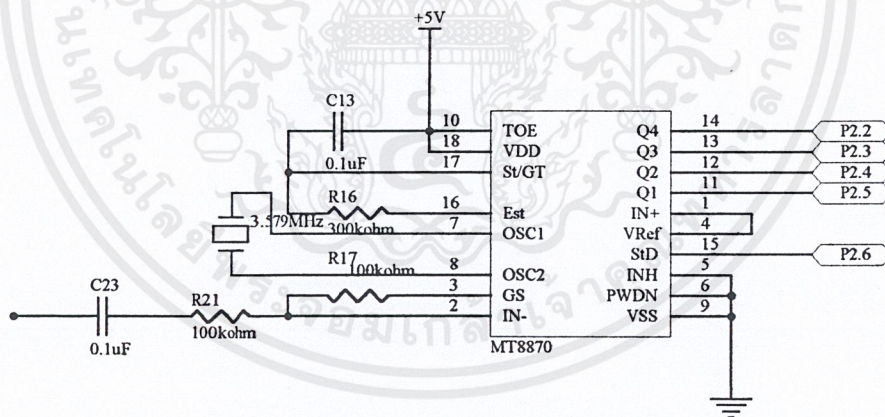 +5V
C13
0.1uF
10 TOE
18 VDD
17 St/GT
R16
300kohm
16 Est
3.579MHz
7 OSC1
R17
100kohm
8 OSC2
3 GS
2 IN-
C23
0.1uF
R21
100kohm
MT8870
Q4 14 P2.2
Q3 13 P2.3
Q2 12 P2.4
Q1 11 P2.5
IN+ 1
VRef 4
StD 15 P2.6
INH 5
PWDN 6
VSS 9